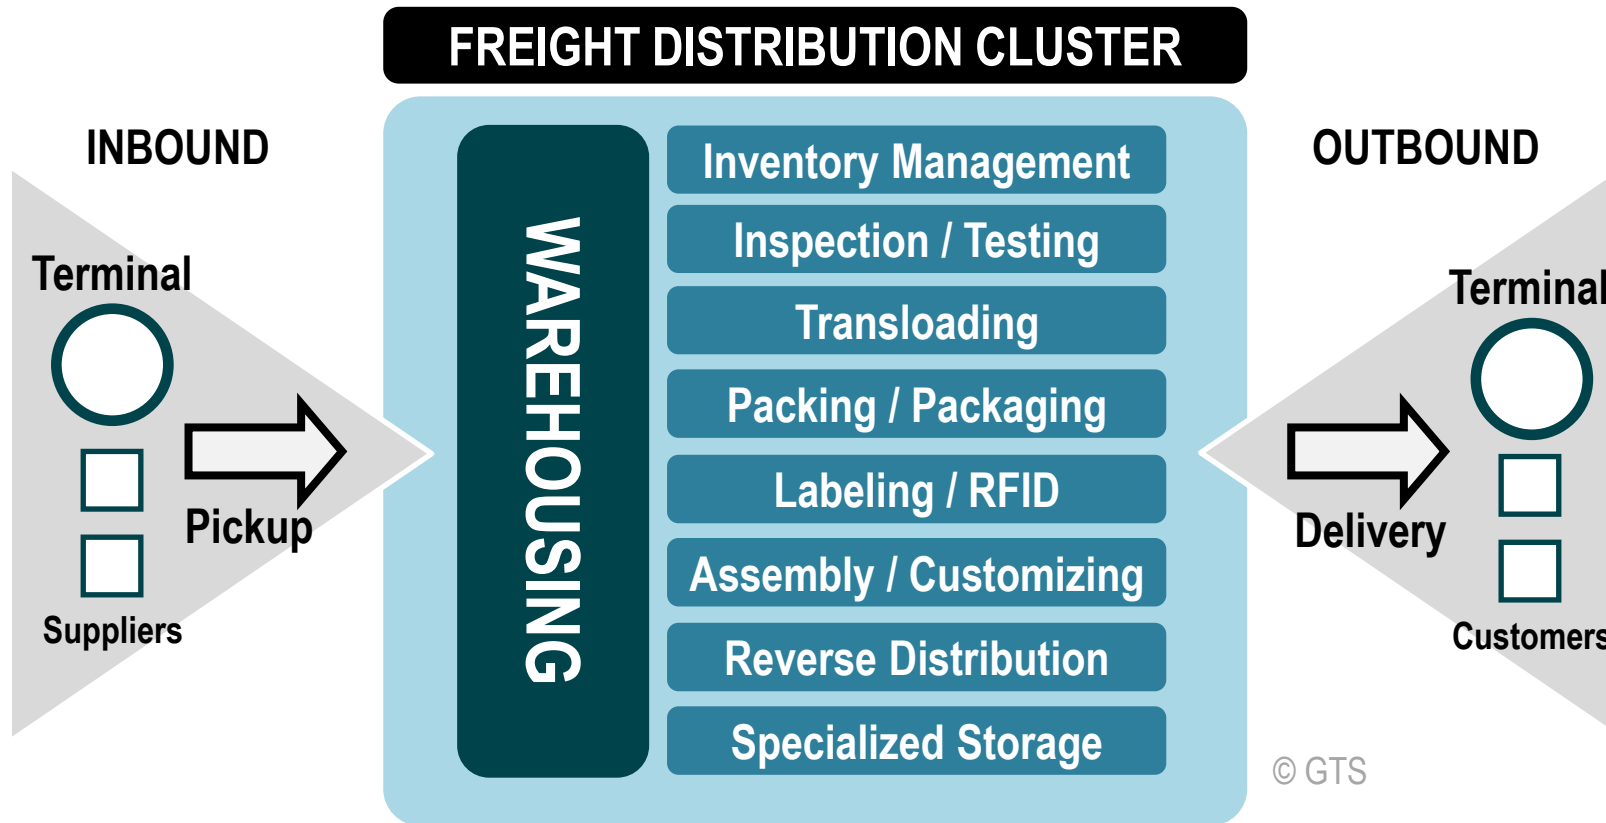 FREIGHT DISTRIBUTION CLUSTER
INBOUND
Terminal
Pickup
Suppliers
WAREHOUSING
Inventory Management
Inspection / Testing
Transloading
Packing / Packaging
Labeling / RFID
Assembly / Customizing
Reverse Distribution
Specialized Storage
OUTBOUND
Terminal
Delivery
Customers
© GTS